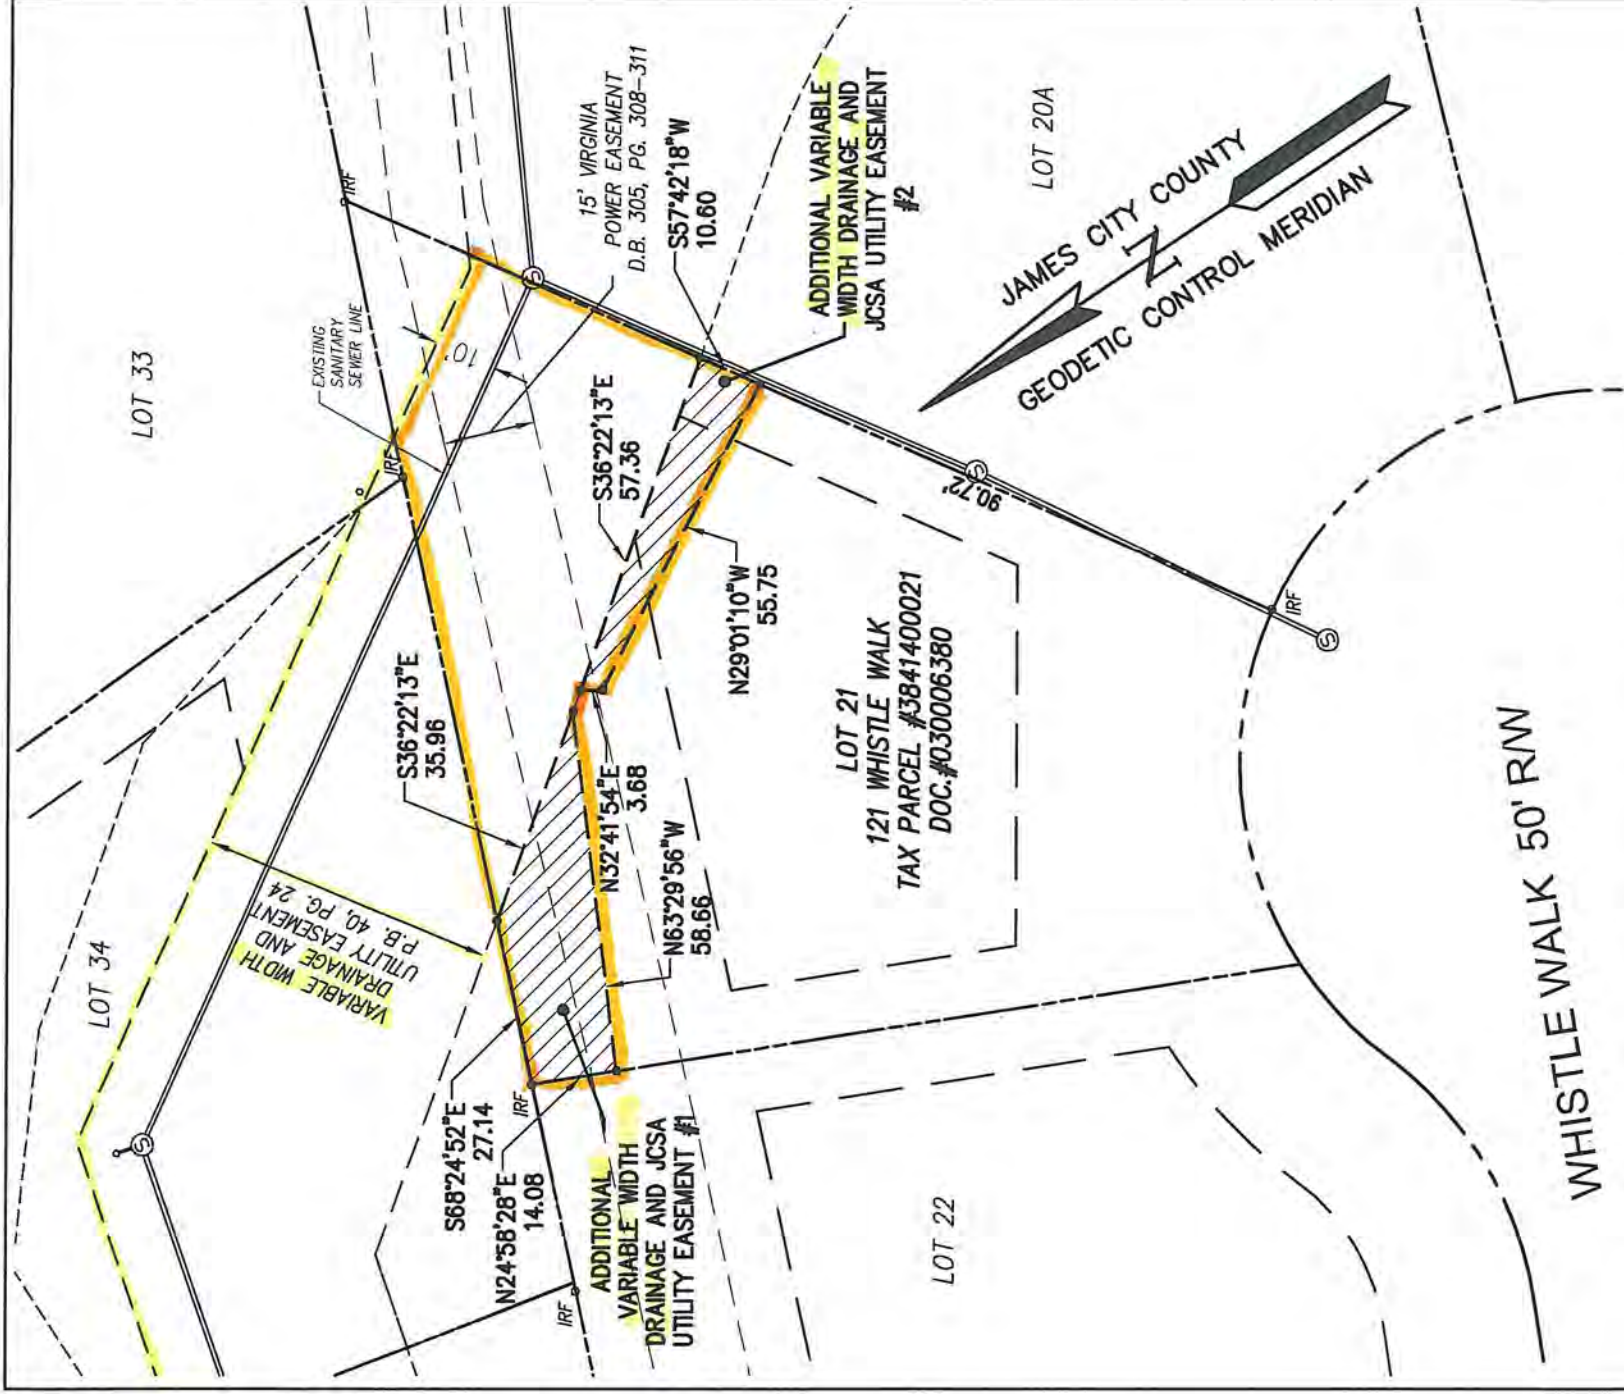 LOT 33
EXISTING
SANITARY
SEWER LINE
IRF
10'
15' VIRGINIA
POWER EASEMENT
D.B. 305, PG. 308-311
S57°42'18"W
10.60
ADDITIONAL VARIABLE
WIDTH DRAINAGE AND
JCSA UTILITY EASEMENT
#2
LOT 20A
JAMES CITY COUNTY
N
GEODETIC CONTROL MERIDIAN
IRF
S
S36°22'13"E
57.36
N29°01'10"W
55.75
S
90.72'
IRF
S
LOT 34
VARIABLE WIDTH
DRAINAGE AND
UTILITY EASEMENT
P.B. 40, PG. 24
S36°22'13"E
35.96
N32°41'54"E
3.68
N63°29'56"W
58.66
LOT 21
121 WHISTLE WALK
TAX PARCEL #3841400021
DOC.#030006380
S
S68°24'52"E
27.14
N24°58'28"E
14.08
IRF
IRF
ADDITIONAL
VARIABLE WIDTH
DRAINAGE AND JCSA
UTILITY EASEMENT #1
LOT 22
WHISTLE WALK 50' R/W